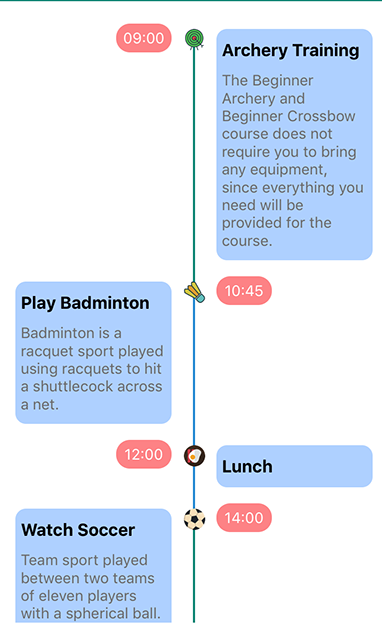 09:00
Archery Training
The Beginner
Archery and
Beginner Crossbow
course does not
require you to bring
any equipment,
since everything you
need will be
provided for the
course.
10:45
Play Badminton
Badminton is a
racquet sport played
using racquets to hit
a shuttlecock across
a net.
12:00
Lunch
14:00
Watch Soccer
Team sport played
between two teams
of eleven players
with a spherical ball.